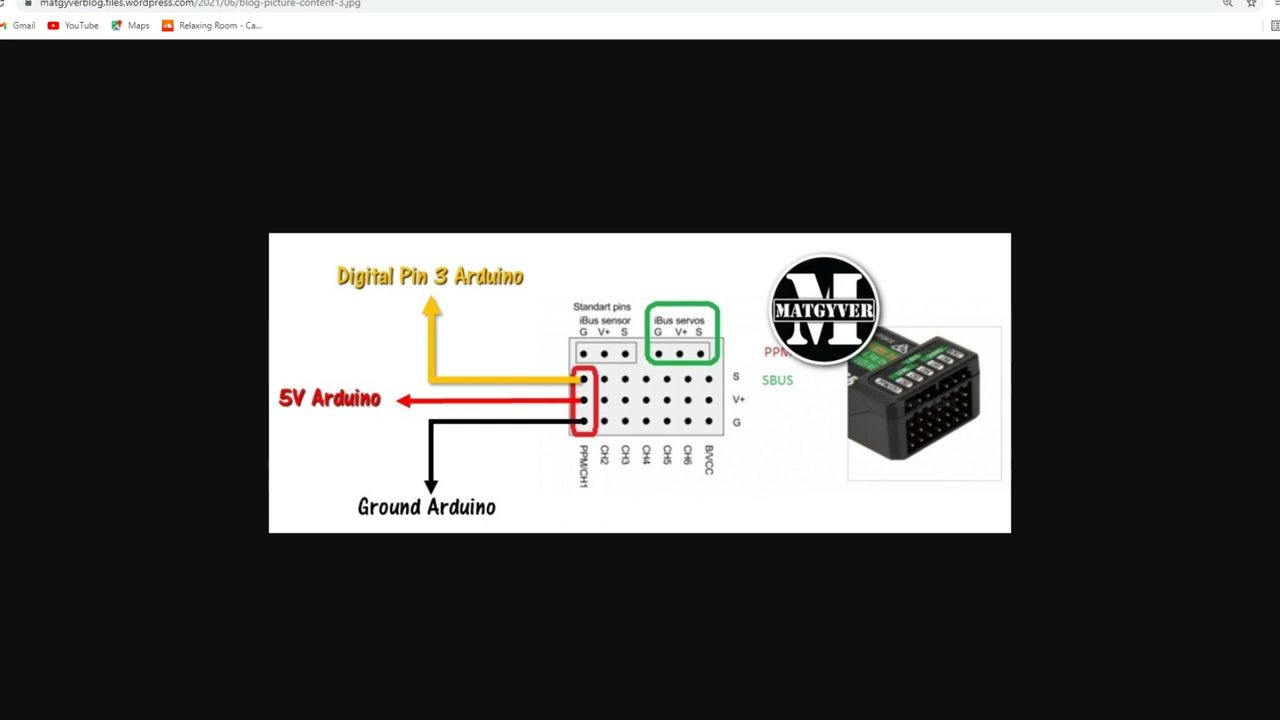 matgyverblog.files.wordpress.com/2021/06/blog-picture-content-3.jpg
Gmail
YouTube
Maps
Relaxing Room - Ca...
Digital Pin 3 Arduino
5V Arduino
Ground Arduino
Standart pins
iBus sensor
G V+ S
iBus servos
G V+ S
S
V+
G
PPM/CH1
CH2
CH3
CH4
CH5
CH6
B/VCC
PPM
SBUS
M
MATGYVER